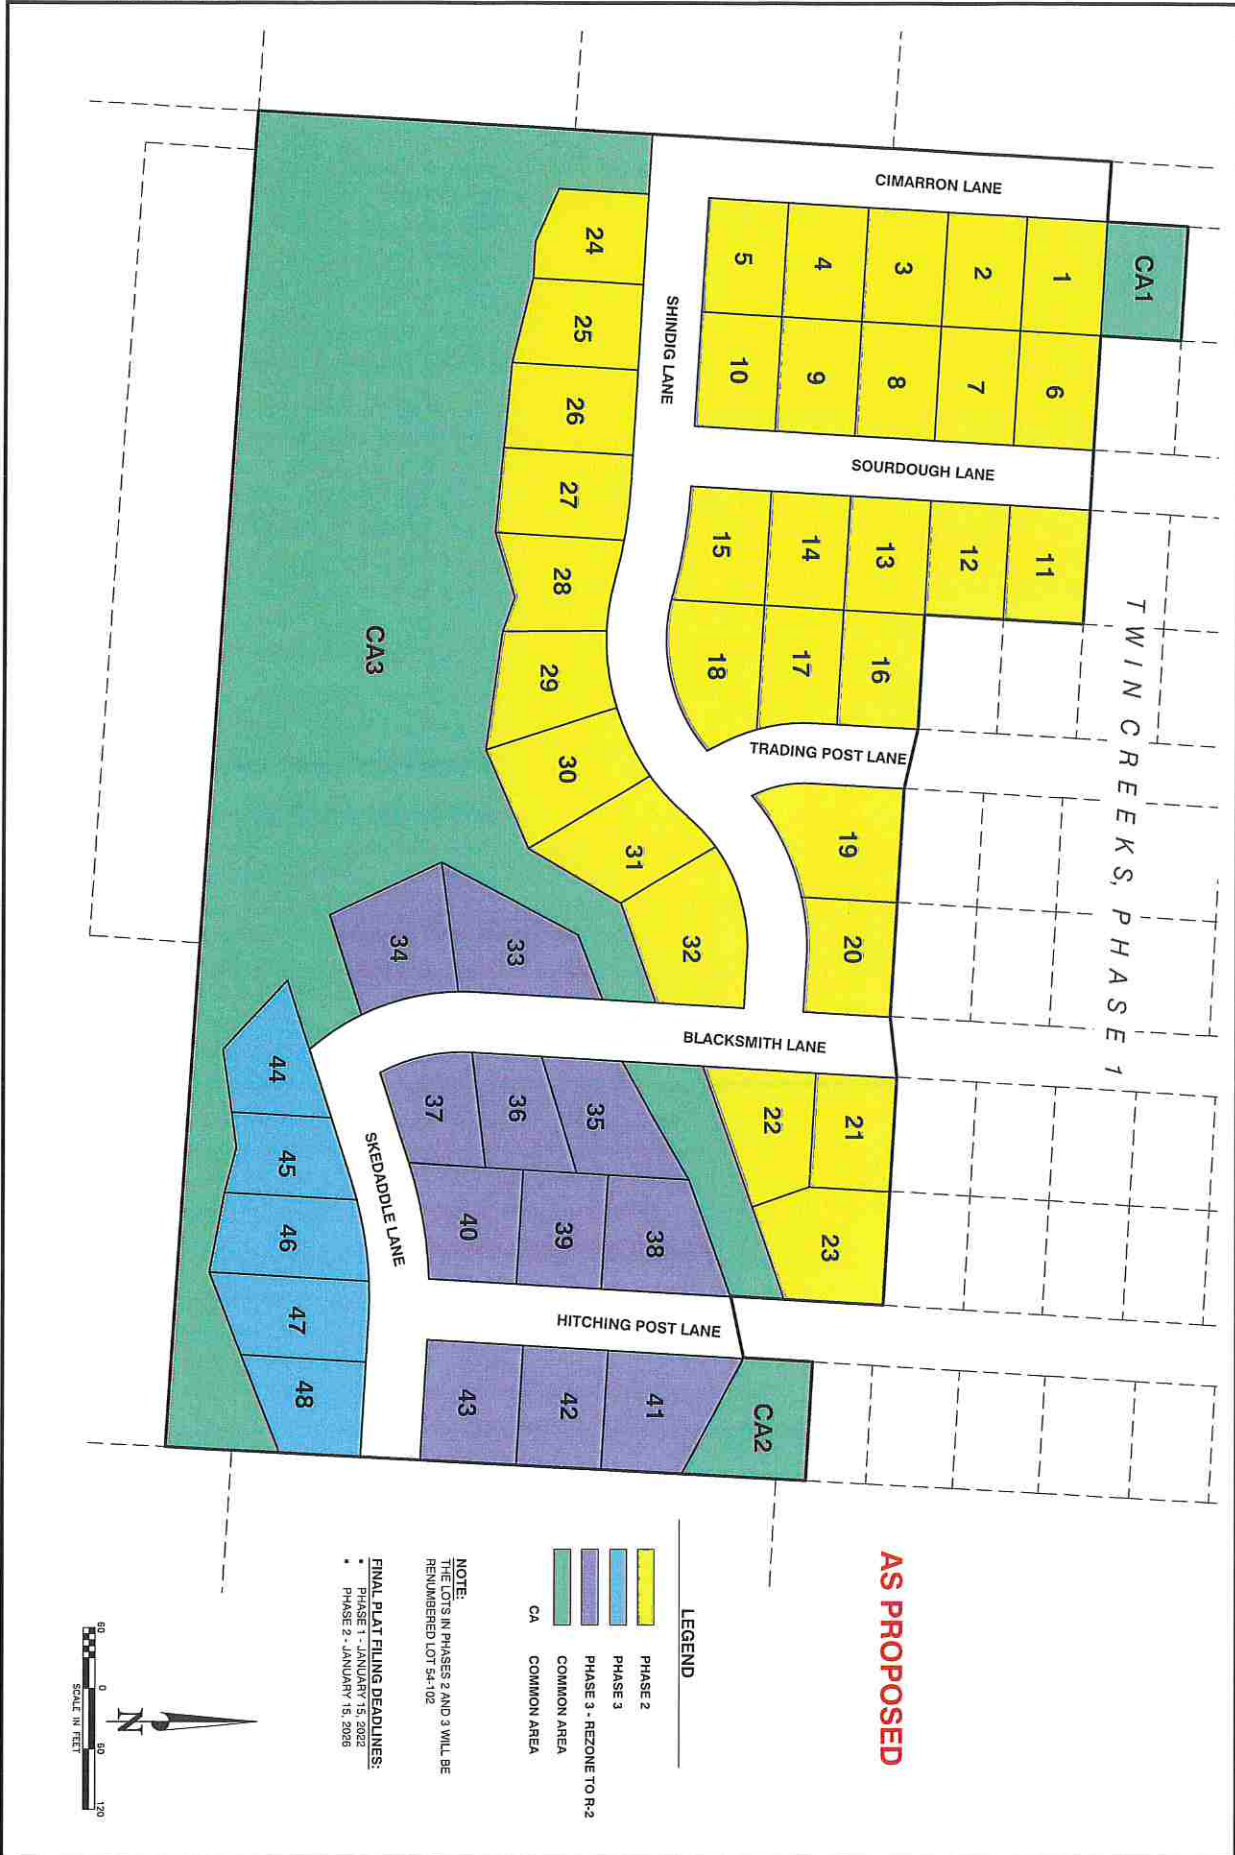 AS PROPOSED
CIMARRON LANE
CA1
1
2
3
4
5
6
7
8
9
10
SHINDIG LANE
SOURDOUGH LANE
TWIN CREEKS, PHASE 1
11
12
13
14
15
16
17
18
TRADING POST LANE
19
20
21
22
23
24
25
26
27
28
29
30
31
32
CA3
BLACKSMITH LANE
33
34
35
36
37
38
39
40
SKEDADDLE LANE
HITCHING POST LANE
41
42
43
CA2
44
45
46
47
48
LEGEND
PHASE 2
PHASE 3
PHASE 3 - REZONE TO R-2
COMMON AREA
CA COMMON AREA
NOTE:
THE LOTS IN PHASES 2 AND 3 WILL BE
RENUMBERED LOT 54-102
FINAL PLAT FILING DEADLINES:
• PHASE 1 - JANUARY 15, 2022
• PHASE 2 - JANUARY 15, 2026
N
60 0 60 120
SCALE IN FEET